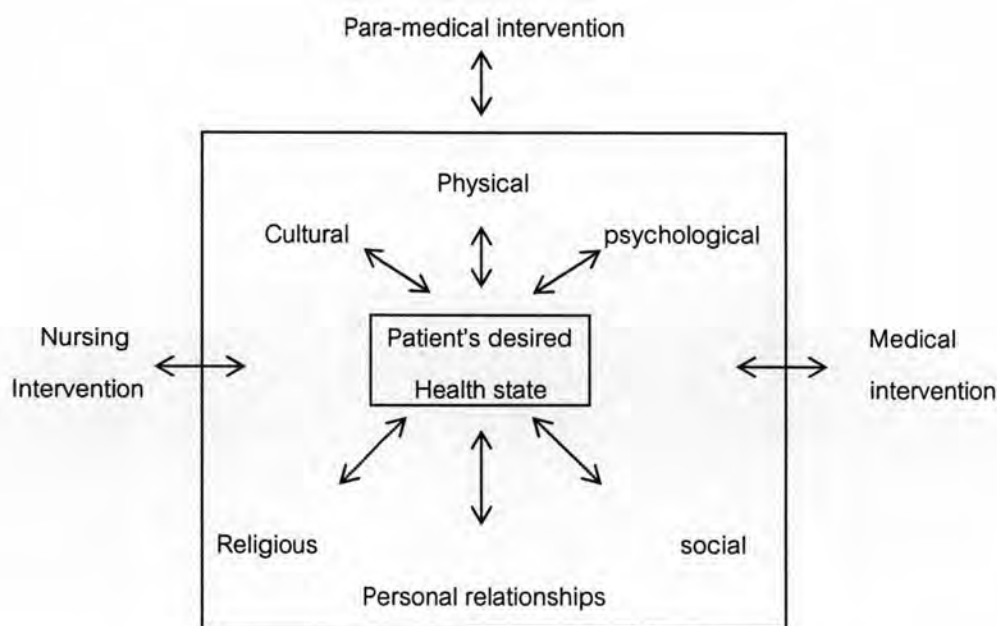 Para-medical intervention
Physical
Cultural
psychological
Nursing
Intervention
Patient's desired
Health state
Medical
intervention
Religious
social
Personal relationships